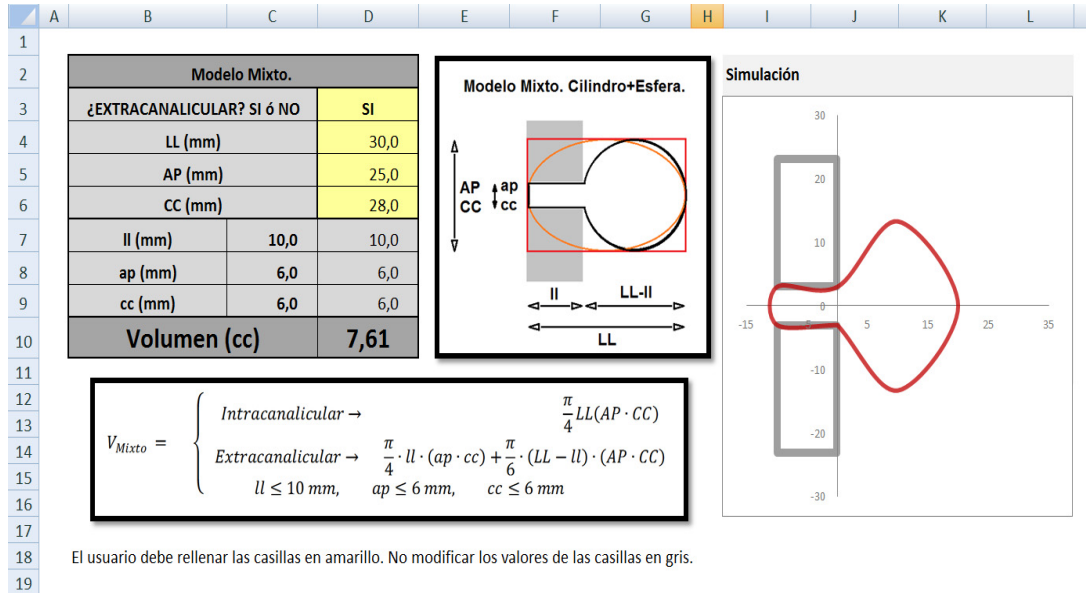 A B C D E F G H I J K L
1
2 Modelo Mixto. Simulación
3 ¿EXTRACANALICULAR? SI ó NO SI
4 LL (mm) 30,0
5 AP (mm) 25,0
6 CC (mm) 28,0
7 ll (mm) 10,0 10,0
8 ap (mm) 6,0 6,0
9 cc (mm) 6,0 6,0
10 Volumen (cc) 7,61
11
12
13
14
15
16
17
18 El usuario debe rellenar las casillas en amarillo. No modificar los valores de las casillas en gris.
19
Modelo Mixto. Cilindro+Esfera.
AP ap
CC cc
ll LL-ll
LL
30
20
10
0
-15 -5 5 15 25 35
-10
-20
-30
Intracanalicular → π/4 LL(AP · CC)
V_Mixto =
Extracanalicular → π/4 · ll · (ap · cc) + π/6 · (LL − ll) · (AP · CC)
ll ≤ 10 mm, ap ≤ 6 mm, cc ≤ 6 mm